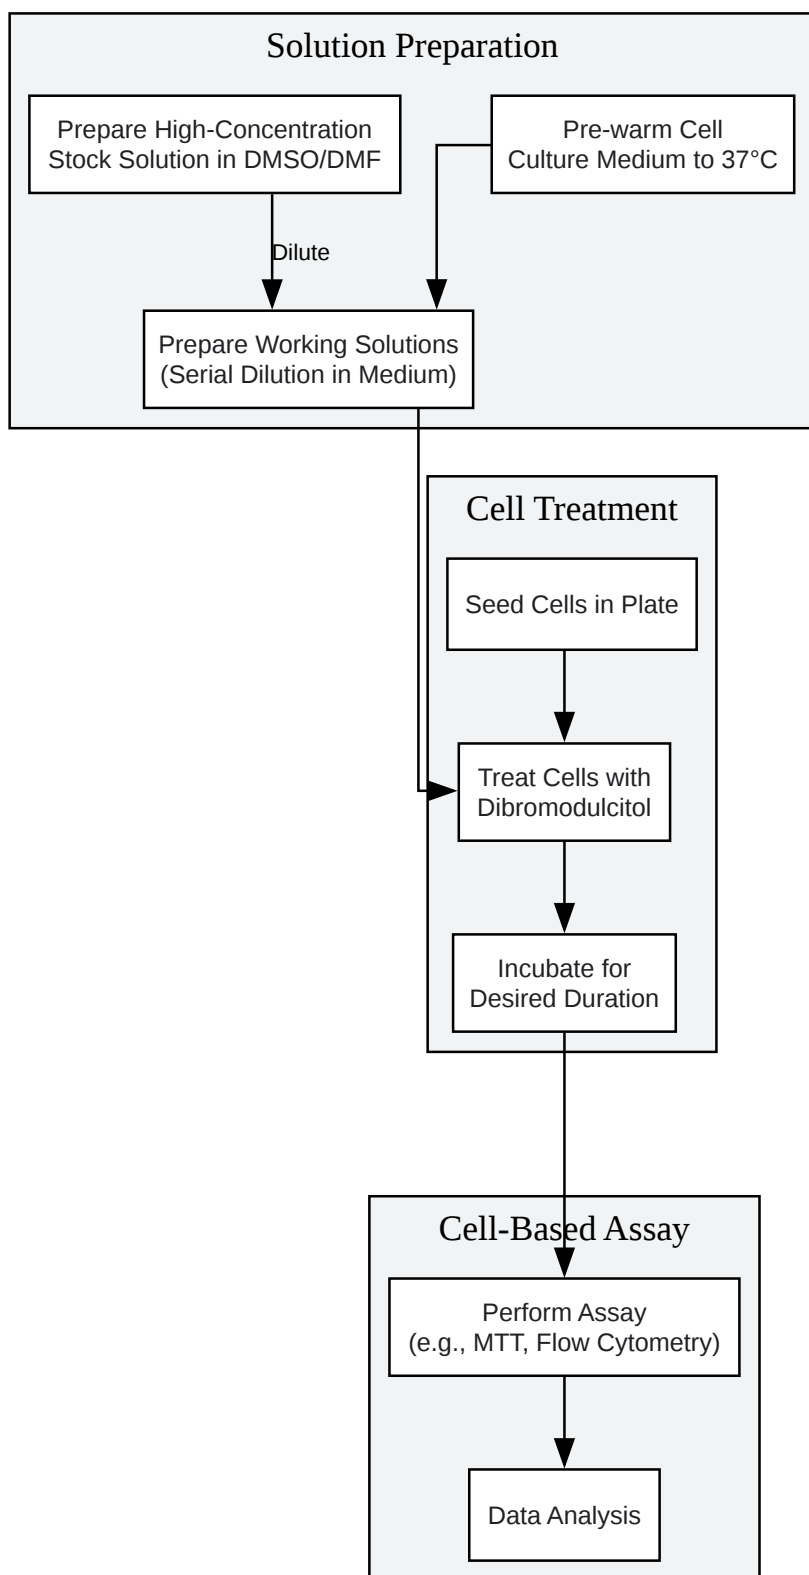 Solution Preparation
Prepare High-Concentration
Stock Solution in DMSO/DMF
Pre-warm Cell
Culture Medium to 37°C
Dilute
Prepare Working Solutions
(Serial Dilution in Medium)
Cell Treatment
Seed Cells in Plate
Treat Cells with
Dibromodulcitol
Incubate for
Desired Duration
Cell-Based Assay
Perform Assay
(e.g., MTT, Flow Cytometry)
Data Analysis